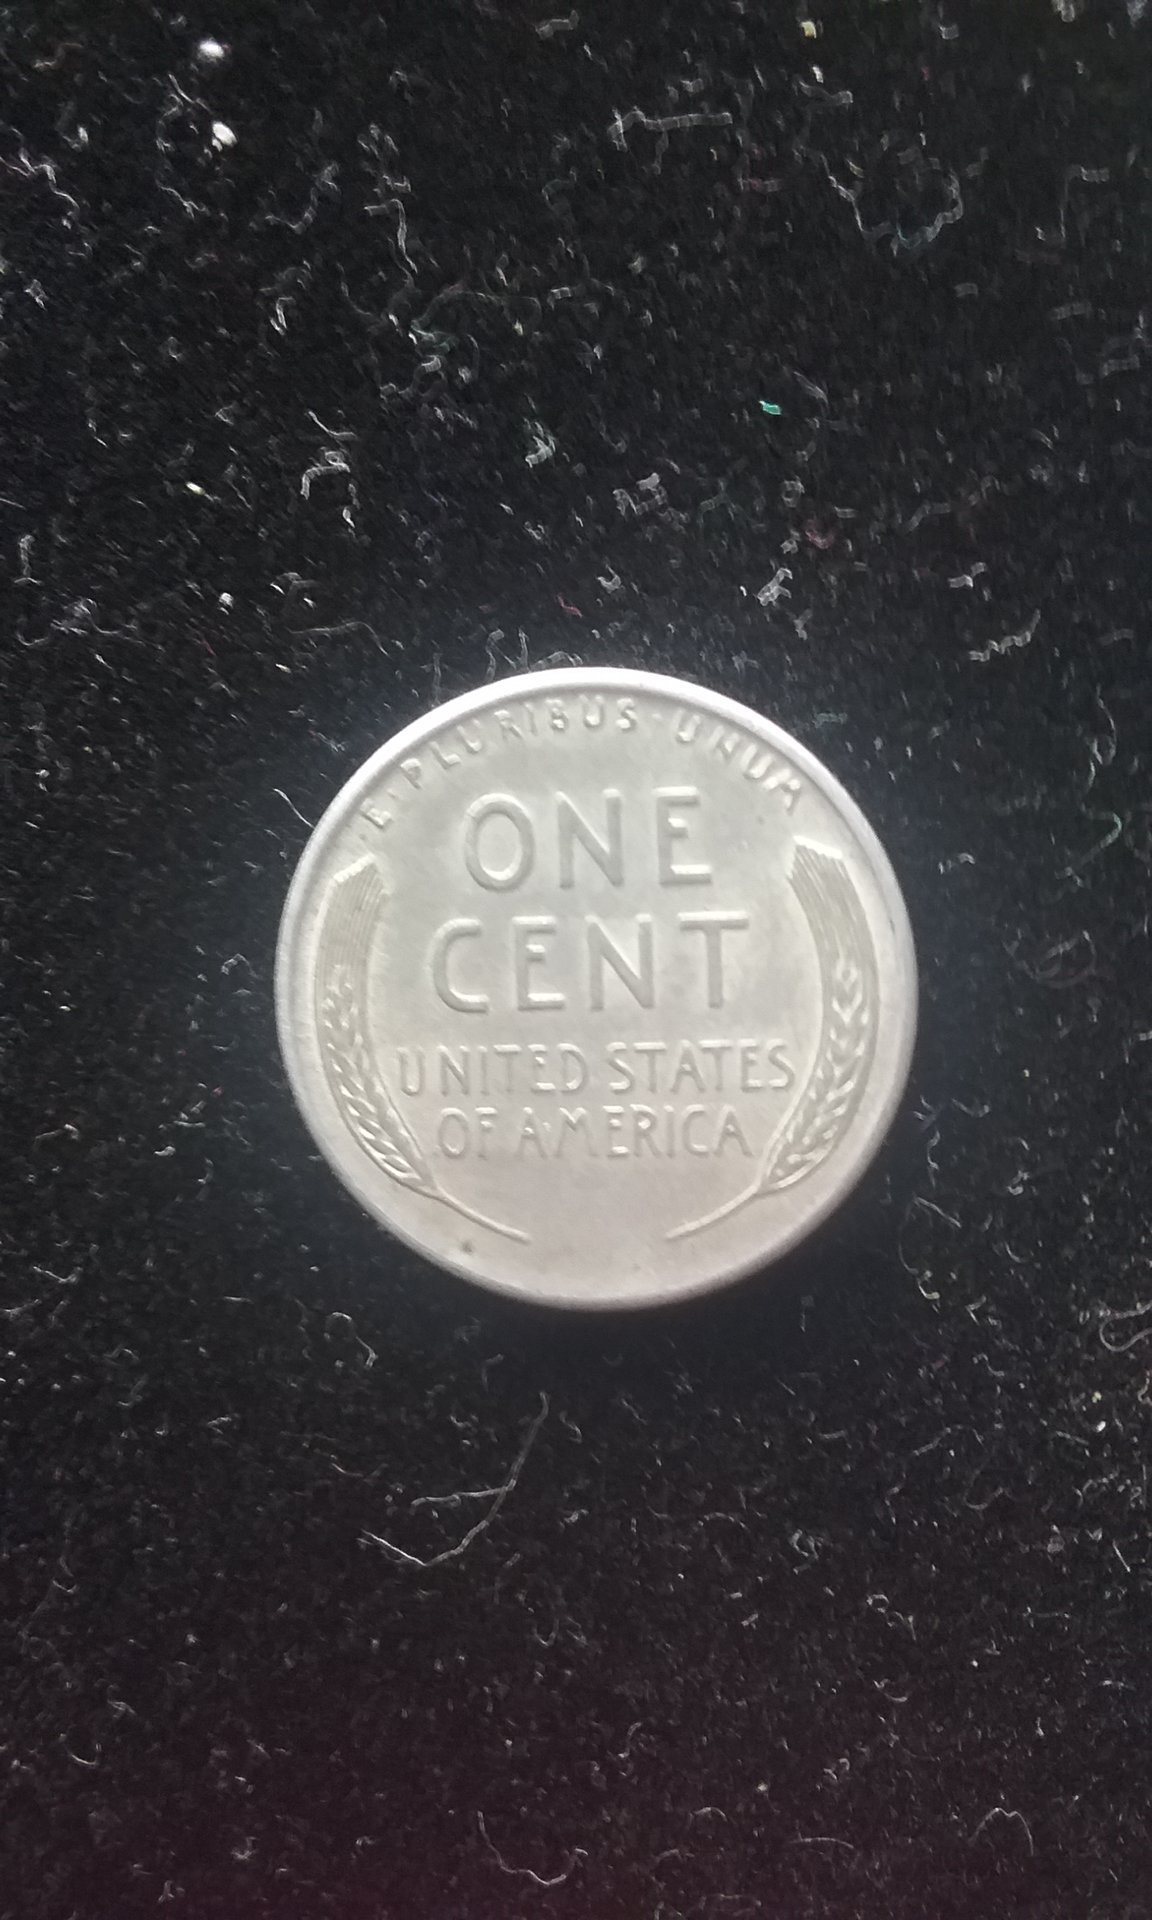 E·PLURIBUS·UNUM
ONE
CENT
UNITED STATES
OF AMERICA